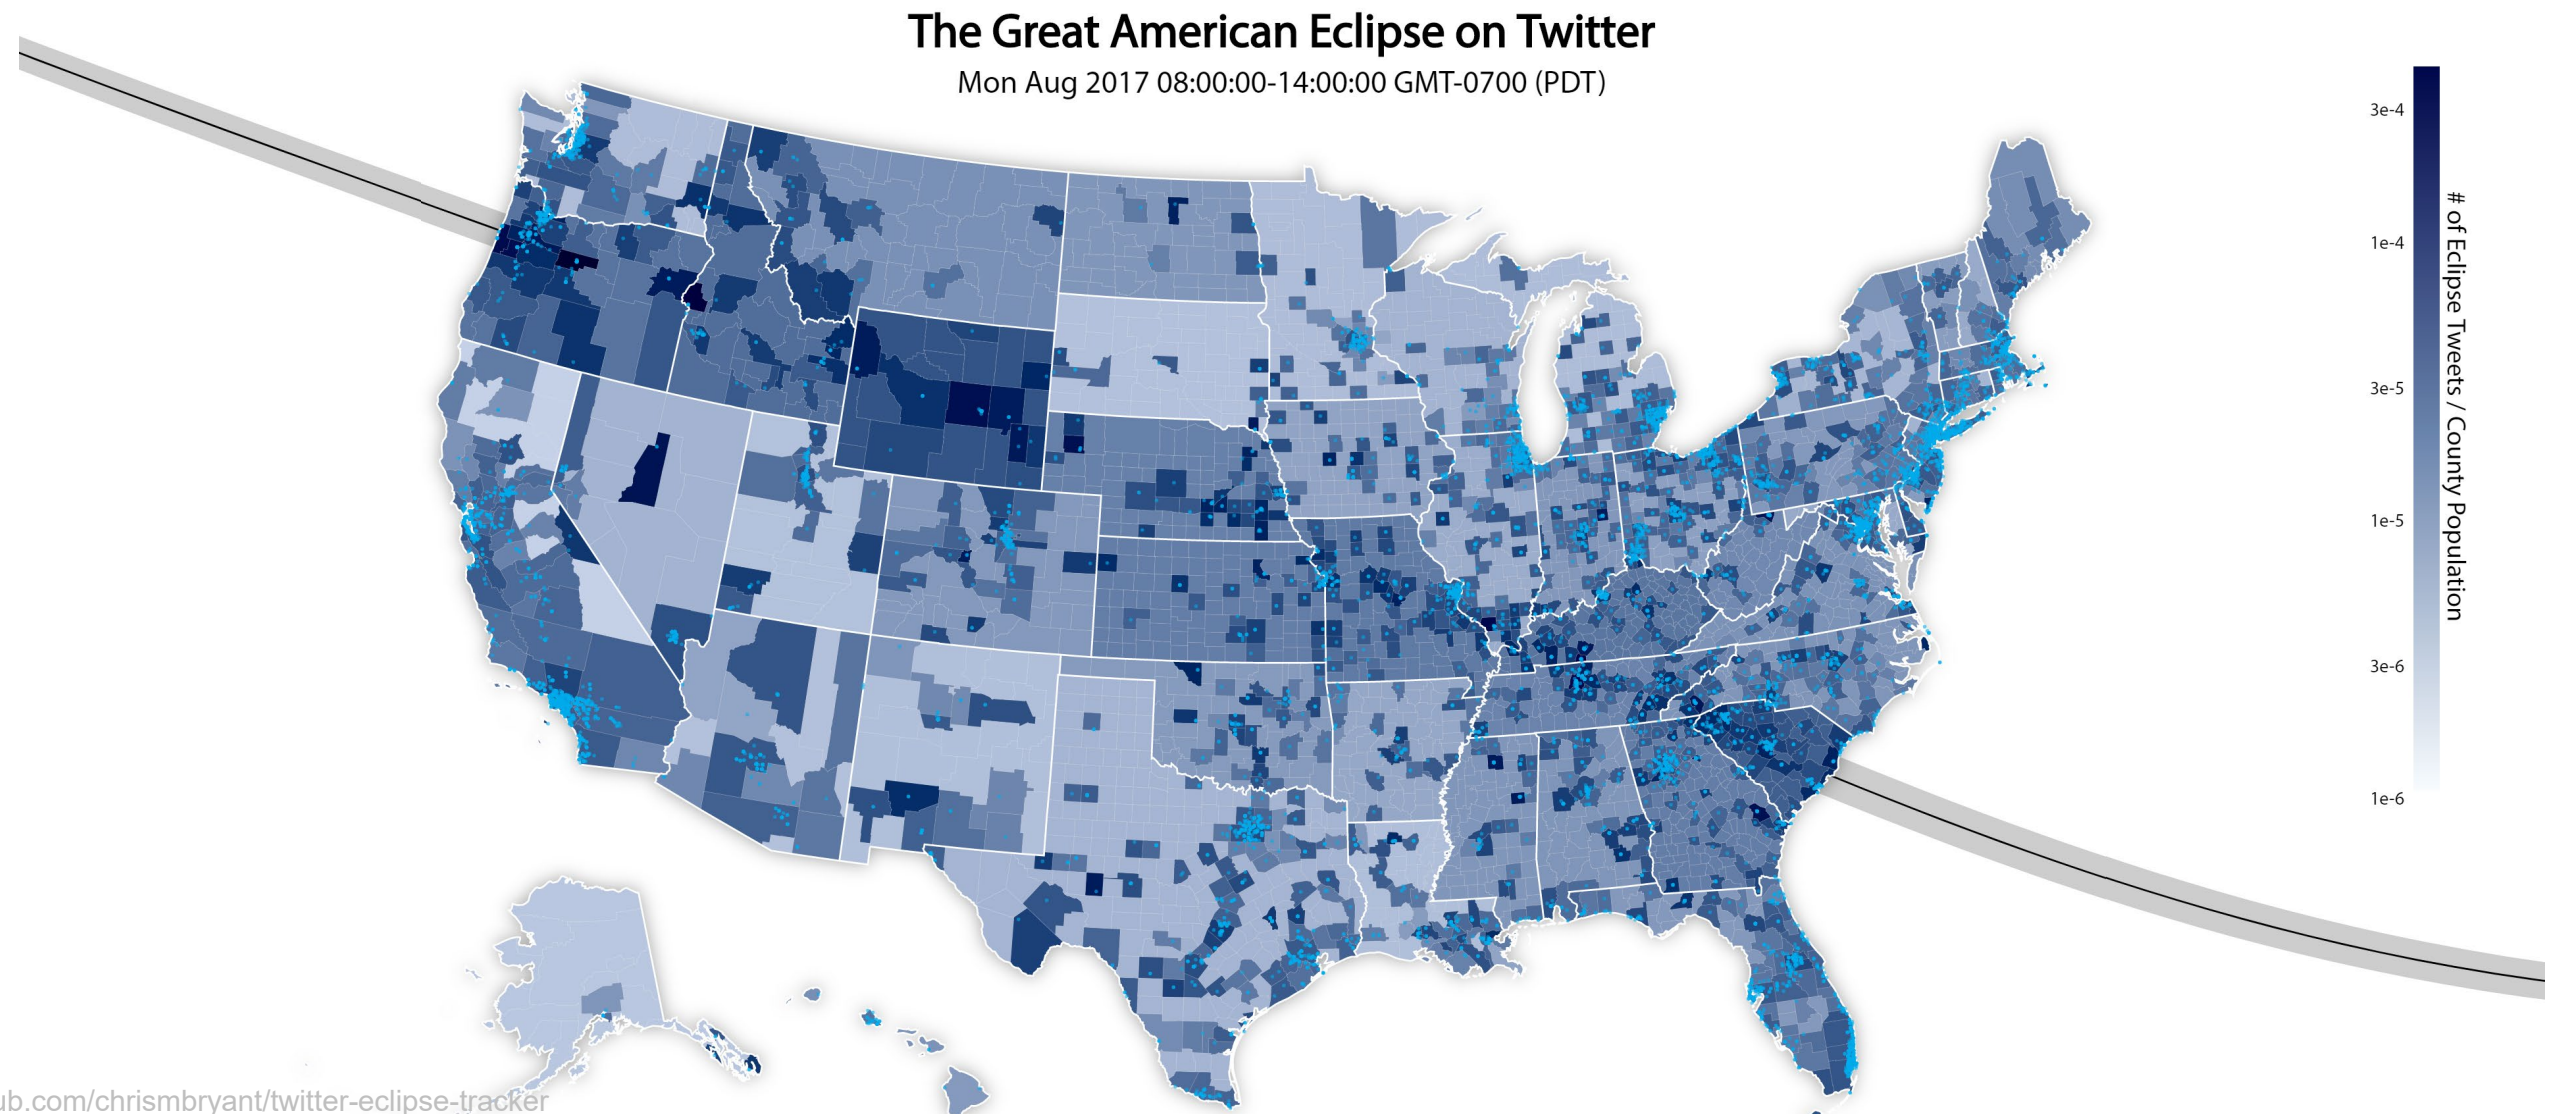 The Great American Eclipse on Twitter
Mon Aug 2017 08:00:00-14:00:00 GMT-0700 (PDT)
3e-4
1e-4
3e-5
1e-5
3e-6
1e-6
# of Eclipse Tweets / County Population
ub.com/chrismbryant/twitter-eclipse-tracker